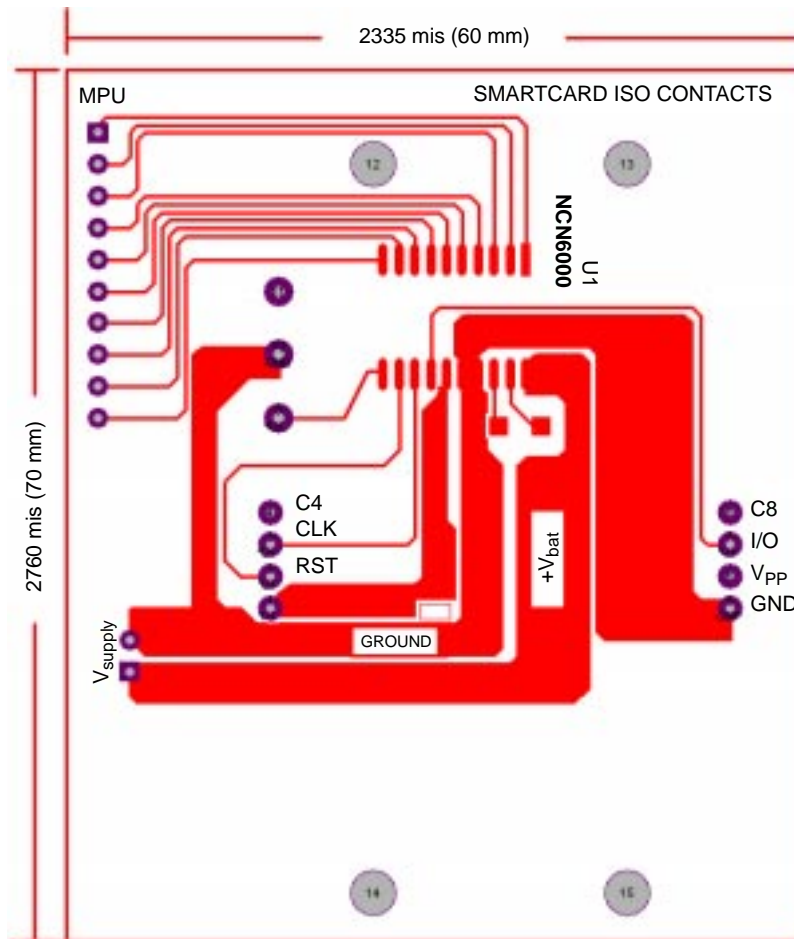 2335 mis (60 mm)
MPU
SMARTCARD ISO CONTACTS
12
13
NCN6000
U1
2760 mis (70 mm)
C4
CLK
RST
C8
I/O
VPP
GND
+Vbat
GROUND
Vsupply
14
15